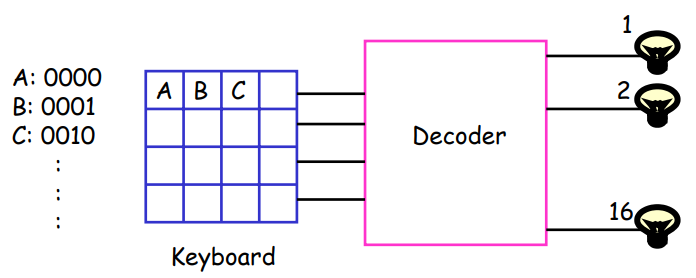 A: 0000
B: 0001
C: 0010
:
:
:
A B C
Keyboard
Decoder
1
2
16